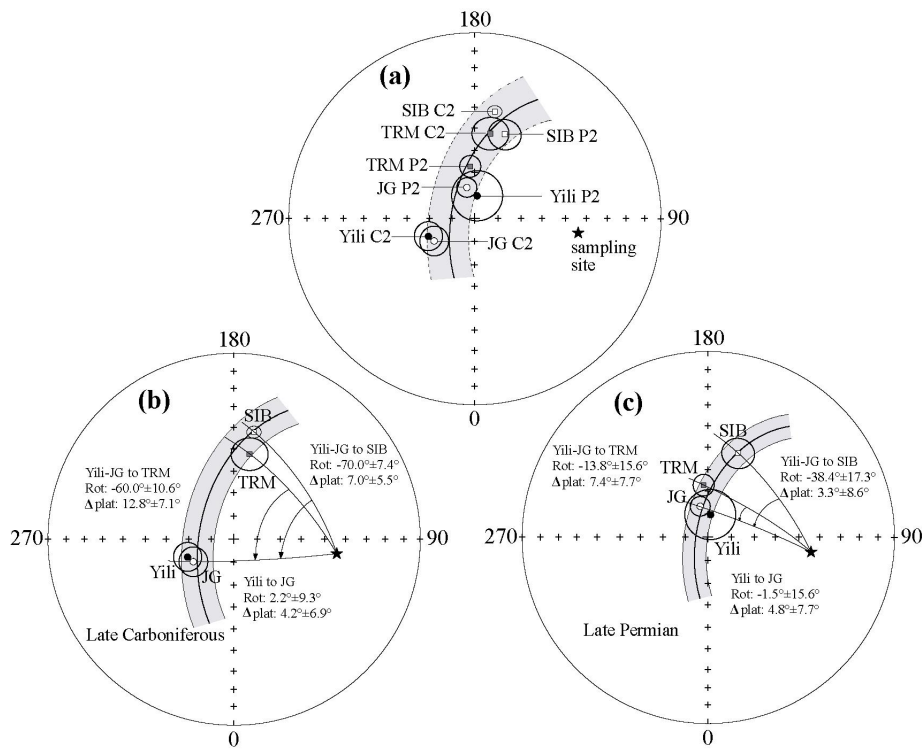 180
(a)
SIB C2
TRM C2
SIB P2
TRM P2
JG P2
Yili P2
270
90
Yili C2
JG C2
sampling
site
0
180
(b)
SIB
Yili-JG to TRM
Rot: -60.0°±10.6°
Δ plat: 12.8°±7.1°
Yili-JG to SIB
Rot: -70.0°±7.4°
Δ plat: 7.0°±5.5°
TRM
270
90
Yili
JG
Yili to JG
Rot: 2.2°±9.3°
Δ plat: 4.2°±6.9°
Late Carboniferous
0
180
(c)
SIB
Yili-JG to TRM
Rot: -13.8°±15.6°
Δ plat: 7.4°±7.7°
Yili-JG to SIB
Rot: -38.4°±17.3°
Δ plat: 3.3°±8.6°
TRM
JG
270
90
Yili
Yili to JG
Rot: -1.5°±15.6°
Δ plat: 4.8°±7.7°
Late Permian
0